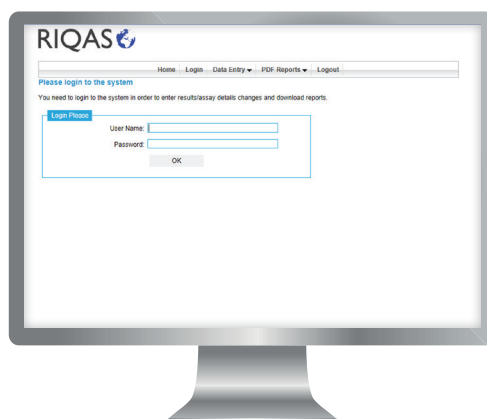 RIQAS
Home Login Data Entry PDF Reports Logout
Please login to the system
You need to login to the system in order to enter results/assay details changes and download reports.
Login Please
User Name:
Password:
OK